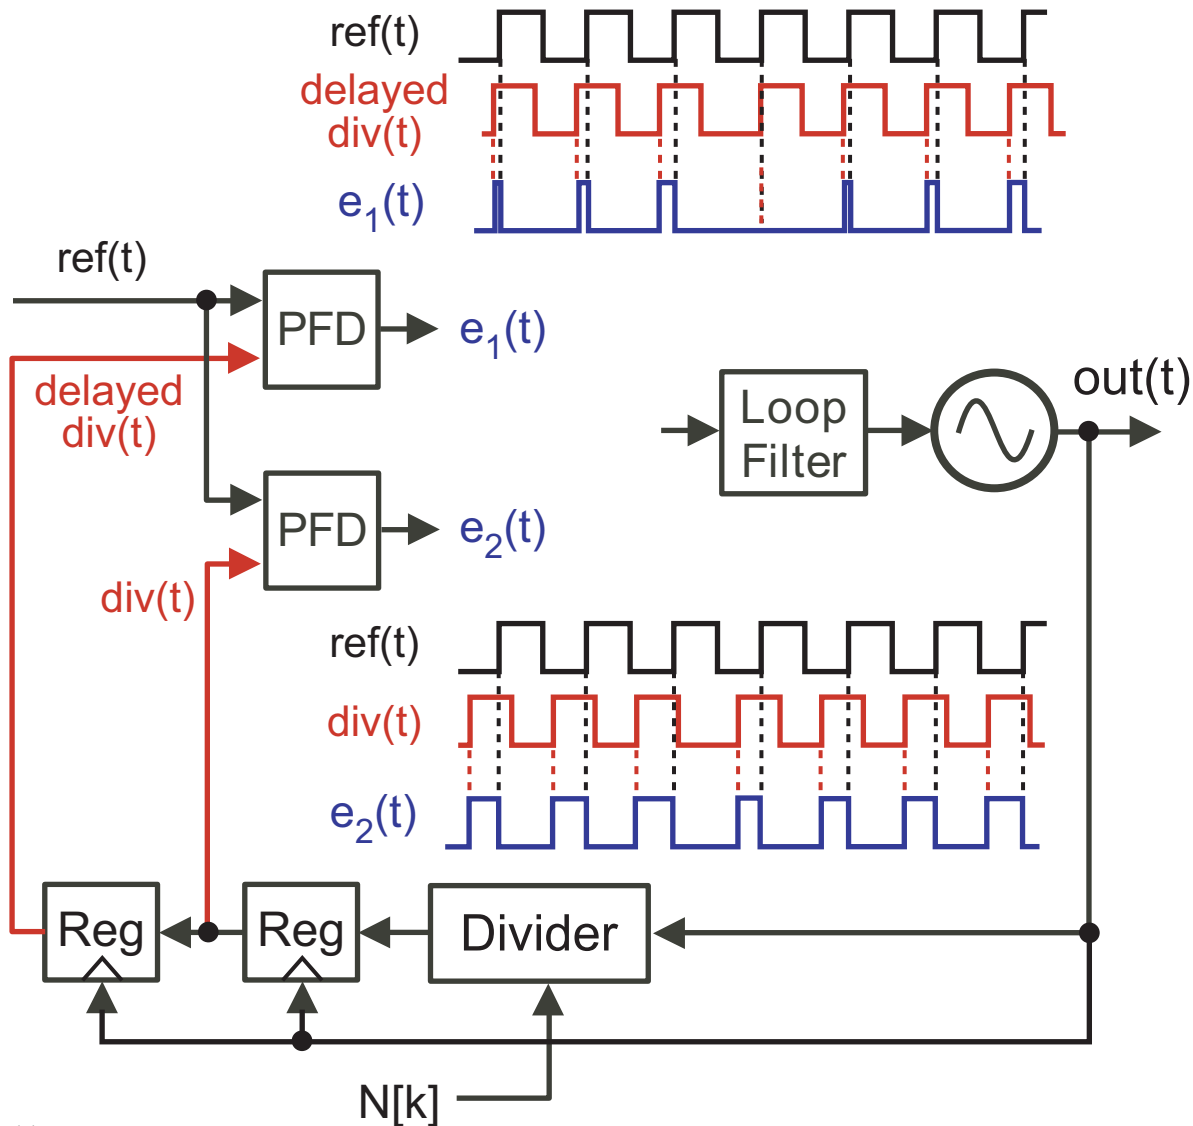 ref(t)
delayed
div(t)
e1(t)
ref(t)
PFD
e1(t)
delayed
div(t)
Loop
Filter
out(t)
PFD
e2(t)
div(t)
ref(t)
div(t)
e2(t)
Reg
Reg
Divider
N[k]